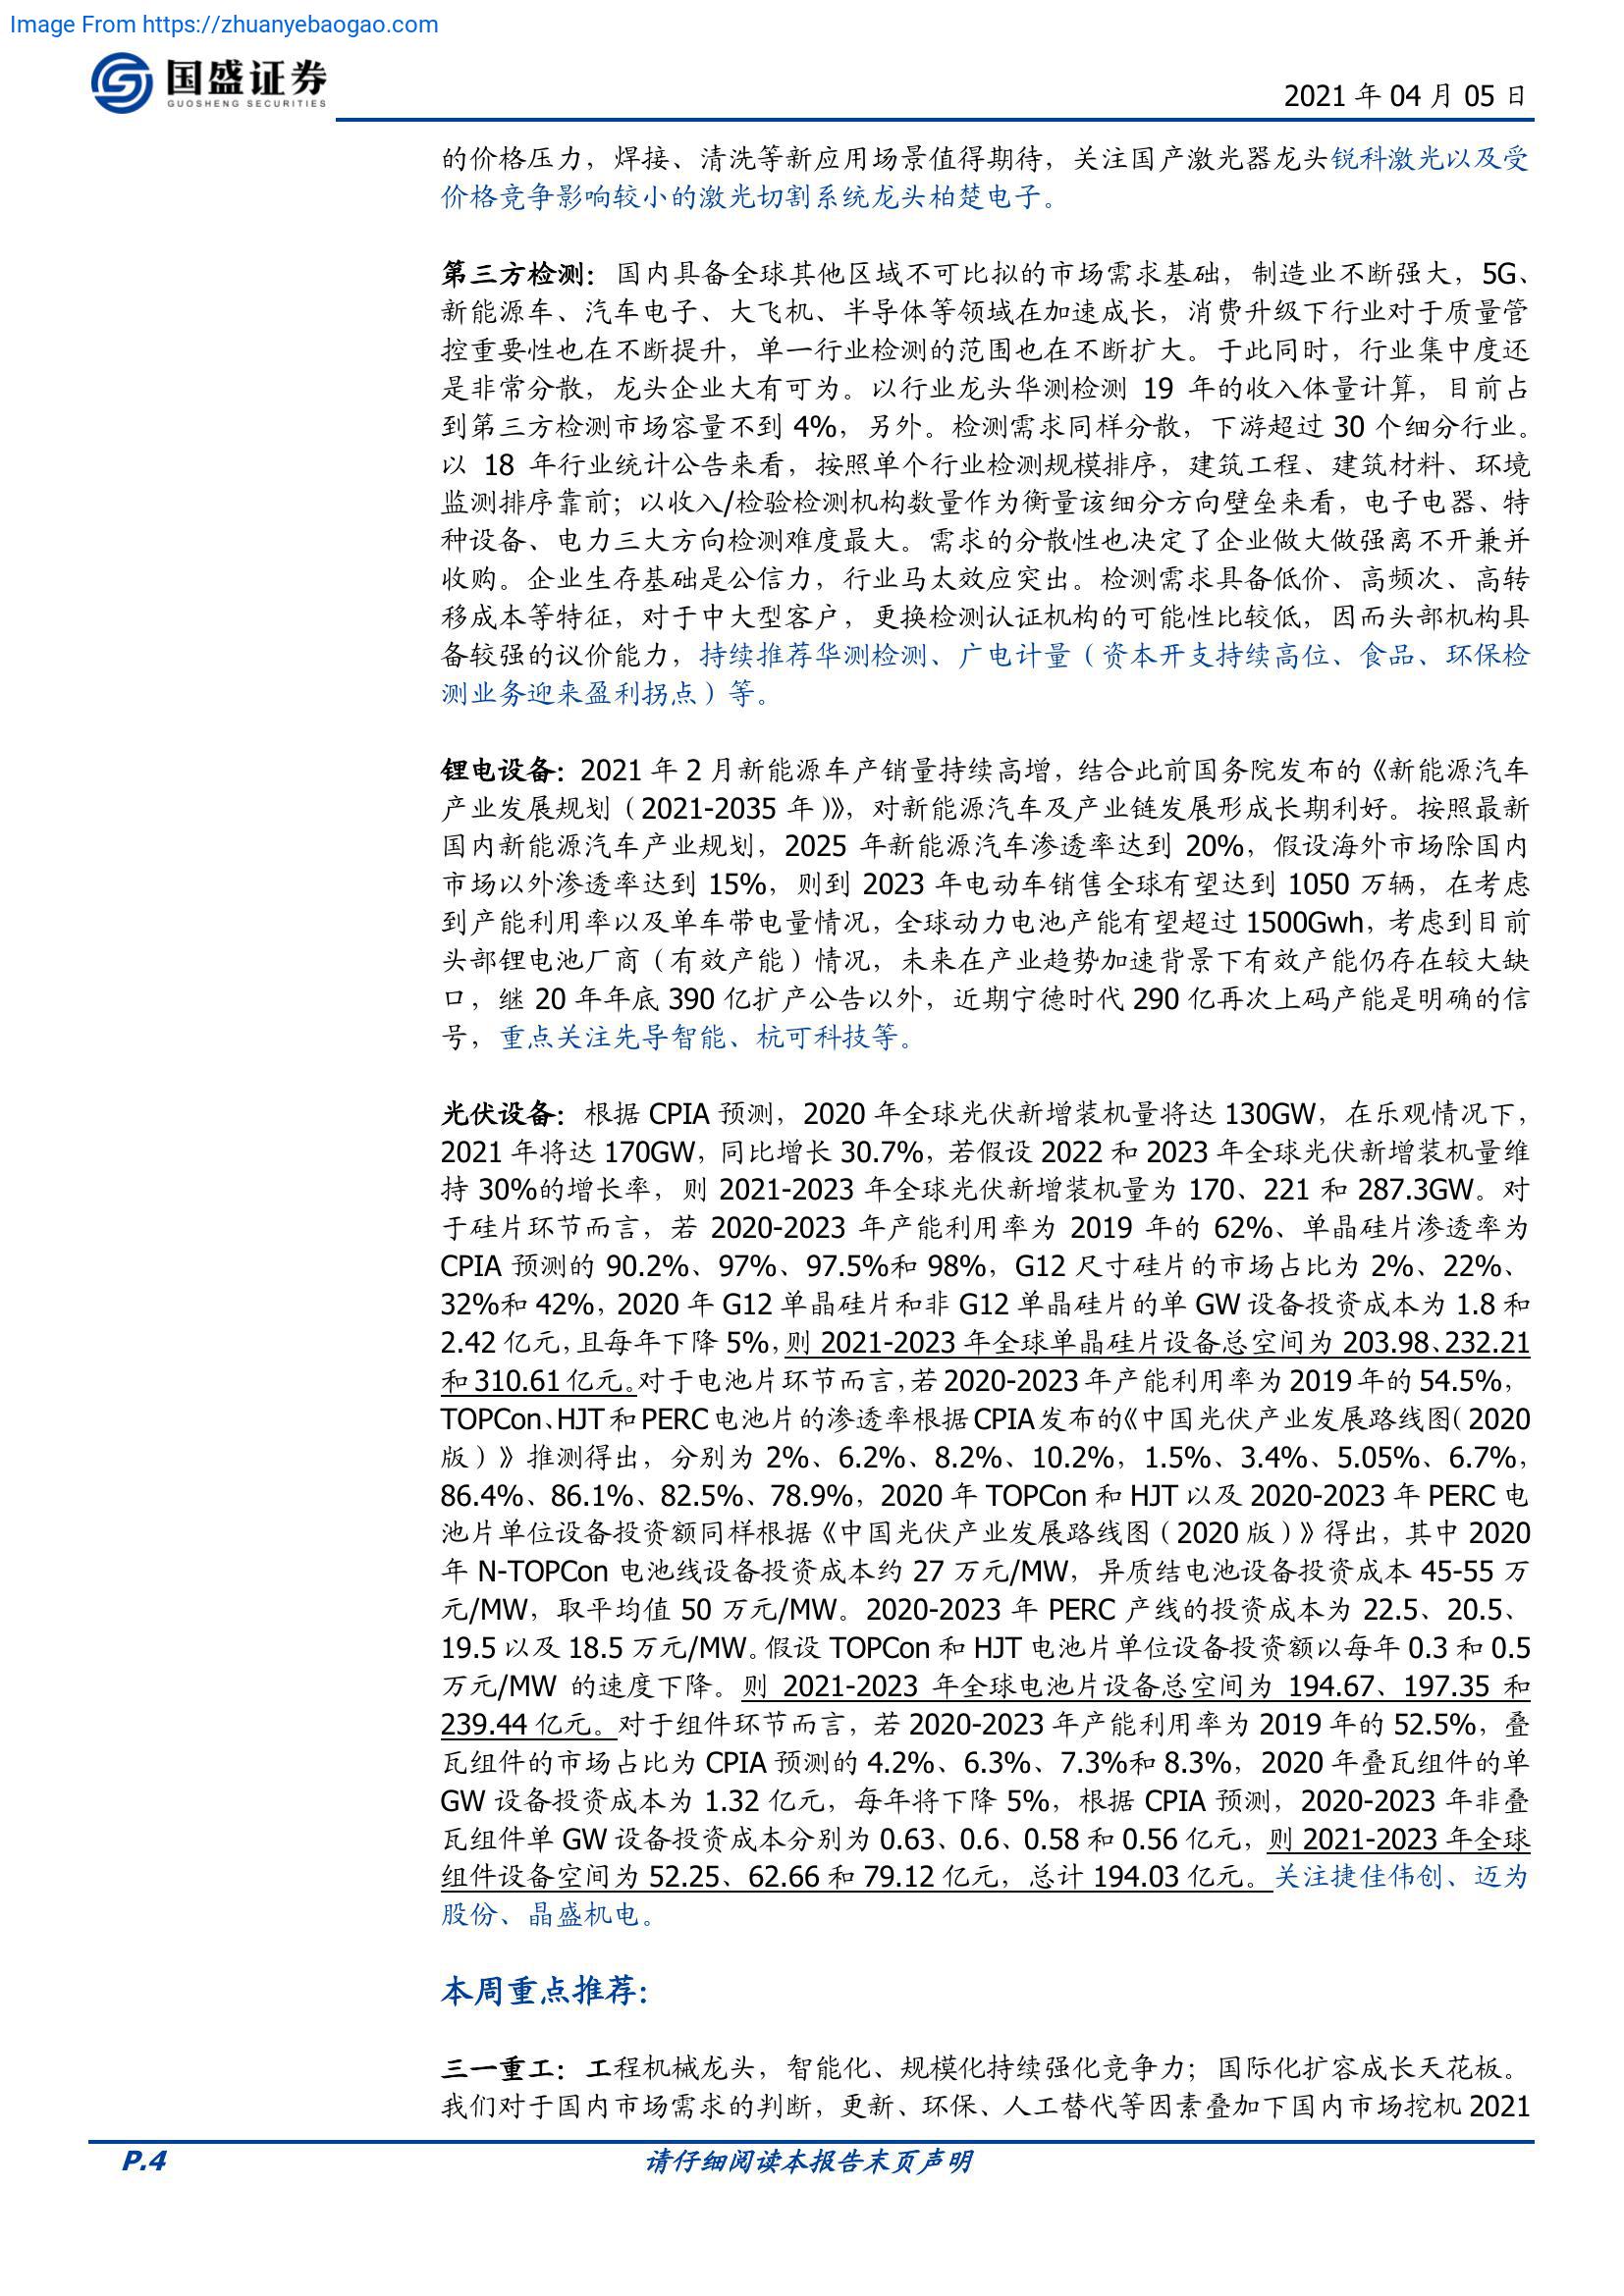 Image From https://zhuanyebaogao.com
国盛证券
GUOSHENG SECURITIES
2021 年 04 月 05 日
的价格压力，焊接、清洗等新应用场景值得期待，关注国产激光器龙头锐科激光以及受
价格竞争影响较小的激光切割系统龙头柏楚电子。
第三方检测：国内具备全球其他区域不可比拟的市场需求基础，制造业不断强大，5G、
新能源车、汽车电子、大飞机、半导体等领域在加速成长，消费升级下行业对于质量管
控重要性也在不断提升，单一行业检测的范围也在不断扩大。于此同时，行业集中度还
是非常分散，龙头企业大有可为。以行业龙头华测检测 19 年的收入体量计算，目前占
到第三方检测市场容量不到 4%，另外。检测需求同样分散，下游超过 30 个细分行业。
以 18 年行业统计公告来看，按照单个行业检测规模排序，建筑工程、建筑材料、环境
监测排序靠前；以收入/检验检测机构数量作为衡量该细分方向壁垒来看，电子电器、特
种设备、电力三大方向检测难度最大。需求的分散性也决定了企业做大做强离不开兼并
收购。企业生存基础是公信力，行业马太效应突出。检测需求具备低价、高频次、高转
移成本等特征，对于中大型客户，更换检测认证机构的可能性比较低，因而头部机构具
备较强的议价能力，持续推荐华测检测、广电计量（资本开支持续高位、食品、环保检
测业务迎来盈利拐点）等。
锂电设备：2021 年 2 月新能源车产销量持续高增，结合此前国务院发布的《新能源汽车
产业发展规划（2021-2035 年）》，对新能源汽车及产业链发展形成长期利好。按照最新
国内新能源汽车产业规划，2025 年新能源汽车渗透率达到 20%，假设海外市场除国内
市场以外渗透率达到 15%，则到 2023 年电动车销售全球有望达到 1050 万辆，在考虑
到产能利用率以及单车带电量情况，全球动力电池产能有望超过 1500Gwh，考虑到目前
头部锂电池厂商（有效产能）情况，未来在产业趋势加速背景下有效产能仍存在较大缺
口，继 20 年年底 390 亿扩产公告以外，近期宁德时代 290 亿再次上码产能是明确的信
号，重点关注先导智能、杭可科技等。
光伏设备：根据 CPIA 预测，2020 年全球光伏新增装机量将达 130GW，在乐观情况下，
2021 年将达 170GW，同比增长 30.7%，若假设 2022 和 2023 年全球光伏新增装机量维
持 30%的增长率，则 2021-2023 年全球光伏新增装机量为 170、221 和 287.3GW。对
于硅片环节而言，若 2020-2023 年产能利用率为 2019 年的 62%、单晶硅片渗透率为
CPIA 预测的 90.2%、97%、97.5%和 98%，G12 尺寸硅片的市场占比为 2%、22%、
32%和 42%，2020 年 G12 单晶硅片和非 G12 单晶硅片的单 GW 设备投资成本为 1.8 和
2.42 亿元，且每年下降 5%，则 2021-2023 年全球单晶硅片设备总空间为 203.98、232.21
和 310.61 亿元。对于电池片环节而言，若 2020-2023 年产能利用率为 2019 年的 54.5%，
TOPCon、HJT 和 PERC 电池片的渗透率根据 CPIA 发布的《中国光伏产业发展路线图（2020
版）》推测得出，分别为 2%、6.2%、8.2%、10.2%，1.5%、3.4%、5.05%、6.7%，
86.4%、86.1%、82.5%、78.9%，2020 年 TOPCon 和 HJT 以及 2020-2023 年 PERC 电
池片单位设备投资额同样根据《中国光伏产业发展路线图（2020 版）》得出，其中 2020
年 N-TOPCon 电池线设备投资成本约 27 万元/MW，异质结电池设备投资成本 45-55 万
元/MW，取平均值 50 万元/MW。2020-2023 年 PERC 产线的投资成本为 22.5、20.5、
19.5 以及 18.5 万元/MW。假设 TOPCon 和 HJT 电池片单位设备投资额以每年 0.3 和 0.5
万元/MW 的速度下降。则 2021-2023 年全球电池片设备总空间为 194.67、197.35 和
239.44 亿元。对于组件环节而言，若 2020-2023 年产能利用率为 2019 年的 52.5%，叠
瓦组件的市场占比为 CPIA 预测的 4.2%、6.3%、7.3%和 8.3%，2020 年叠瓦组件的单
GW 设备投资成本为 1.32 亿元，每年将下降 5%，根据 CPIA 预测，2020-2023 年非叠
瓦组件单 GW 设备投资成本分别为 0.63、0.6、0.58 和 0.56 亿元，则 2021-2023 年全球
组件设备空间为 52.25、62.66 和 79.12 亿元，总计 194.03 亿元。关注捷佳伟创、迈为
股份、晶盛机电。
本周重点推荐：
三一重工：工程机械龙头，智能化、规模化持续强化竞争力；国际化扩容成长天花板。
我们对于国内市场需求的判断，更新、环保、人工替代等因素叠加下国内市场挖机 2021
P.4
请仔细阅读本报告末页声明